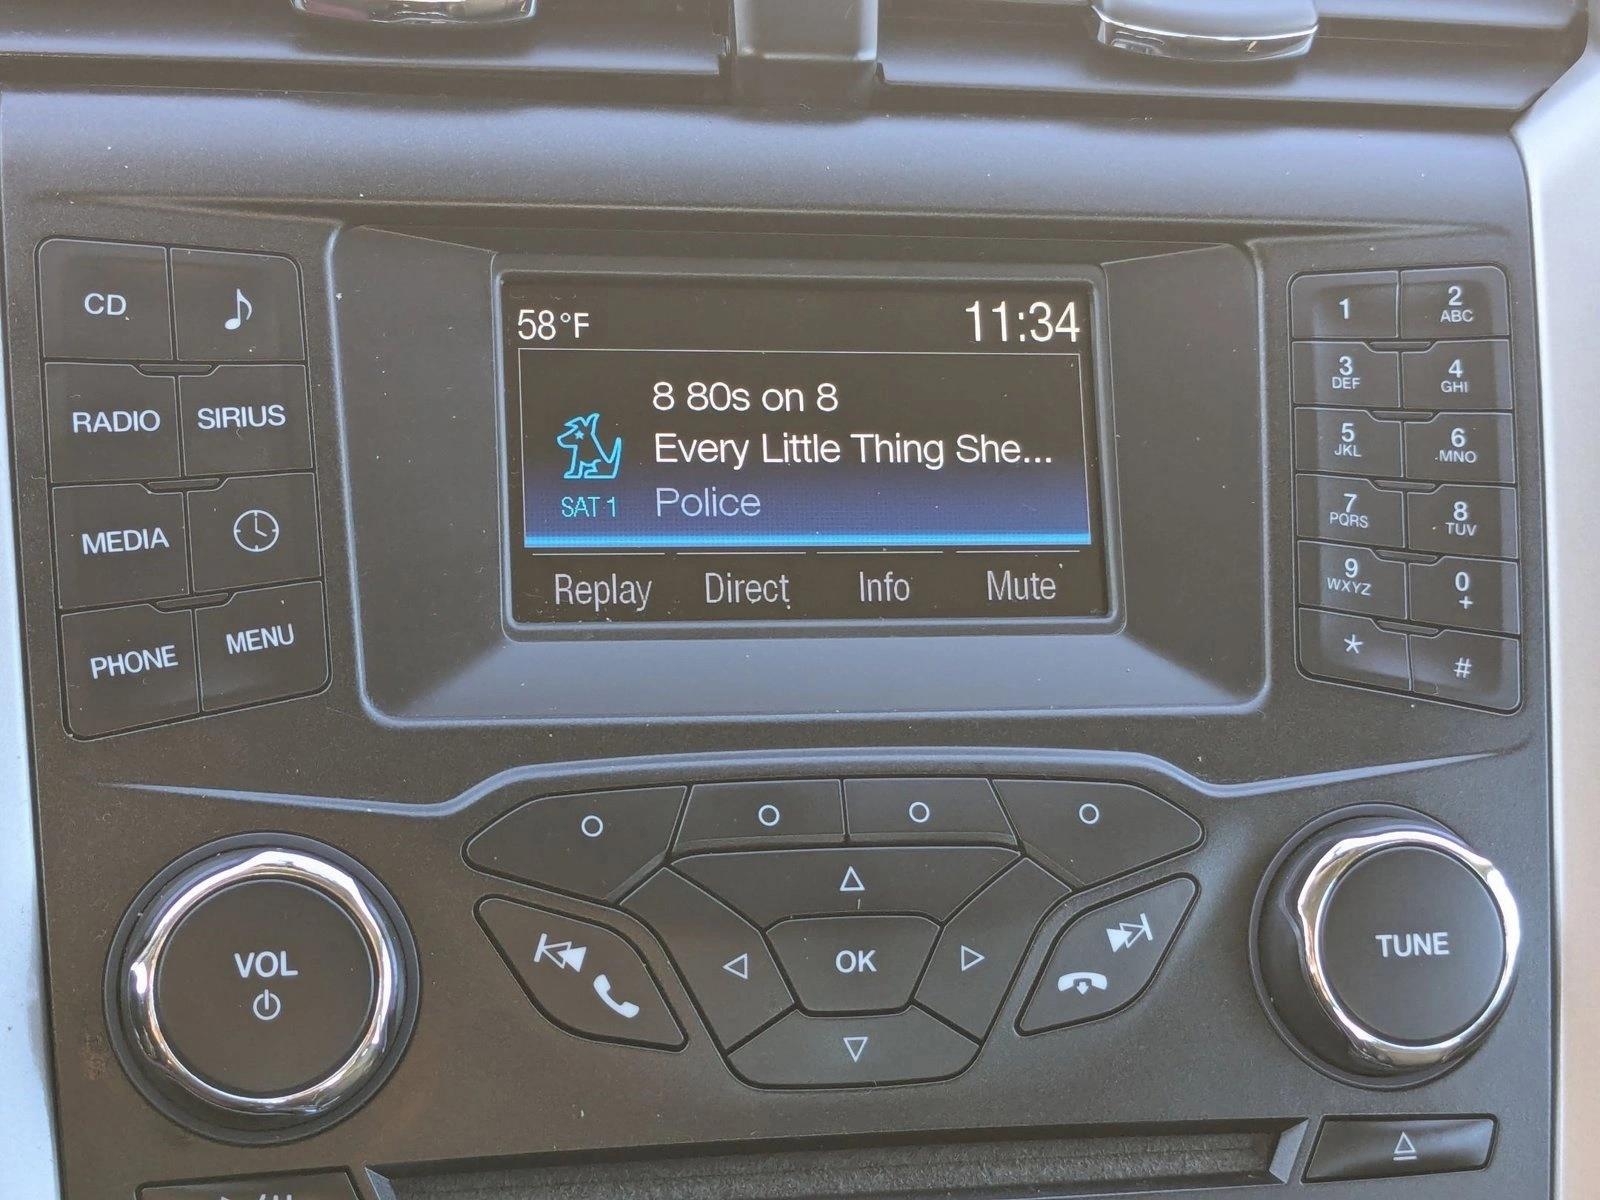 58°F 11:34
8 80s on 8
Every Little Thing She...
SAT 1 Police
Replay Direct Info Mute
CD
RADIO SIRIUS
MEDIA
PHONE MENU
1 2 ABC
3 DEF 4 GHI
5 JKL 6 MNO
7 PQRS 8 TUV
9 WXYZ 0 +
* #
VOL
OK
TUNE